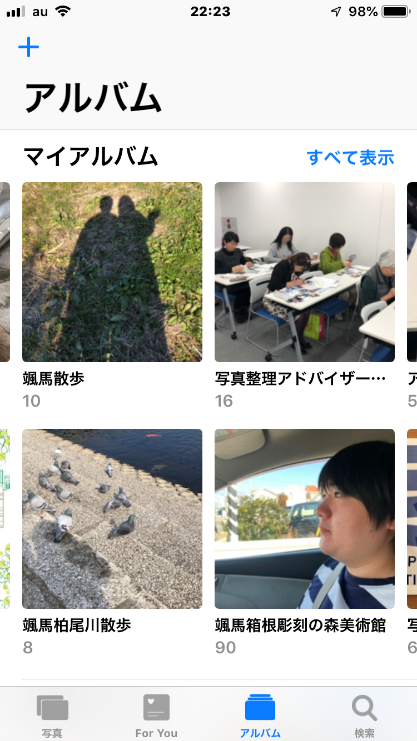 au 22:23 98%
アルバム
マイアルバム すべて表示
颯馬散歩
10
写真整理アドバイザー…
16
5
颯馬柏尾川散歩
8
颯馬箱根彫刻の森美術館
90
6
写真 For You アルバム 検索